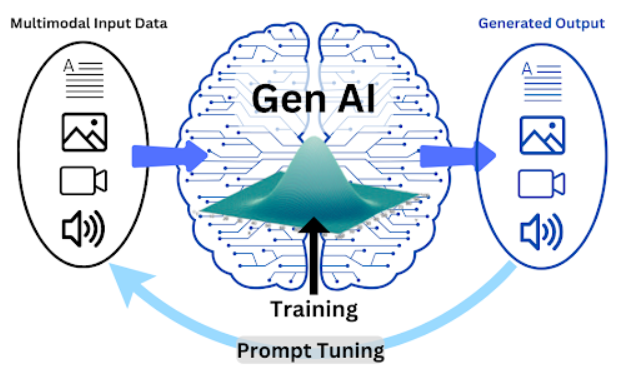 Multimodal Input Data
Generated Output
A
Gen AI
A
Training
Prompt Tuning